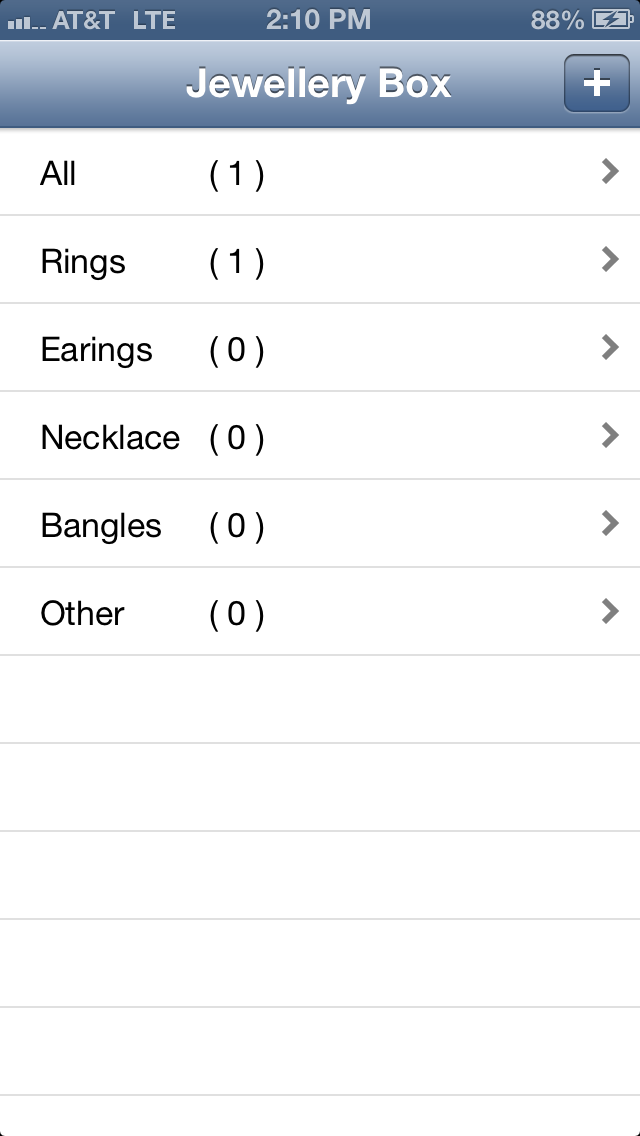 AT&T LTE 2:10 PM 88%
Jewellery Box +
All ( 1 )
Rings ( 1 )
Earings ( 0 )
Necklace ( 0 )
Bangles ( 0 )
Other ( 0 )